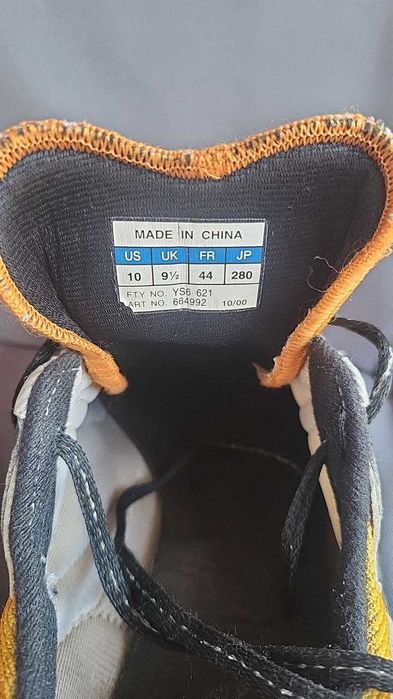 MADE IN CHINA
US UK FR JP
10 9½ 44 280
FTY NO. YS6 621
ART NO. 664992 10/00